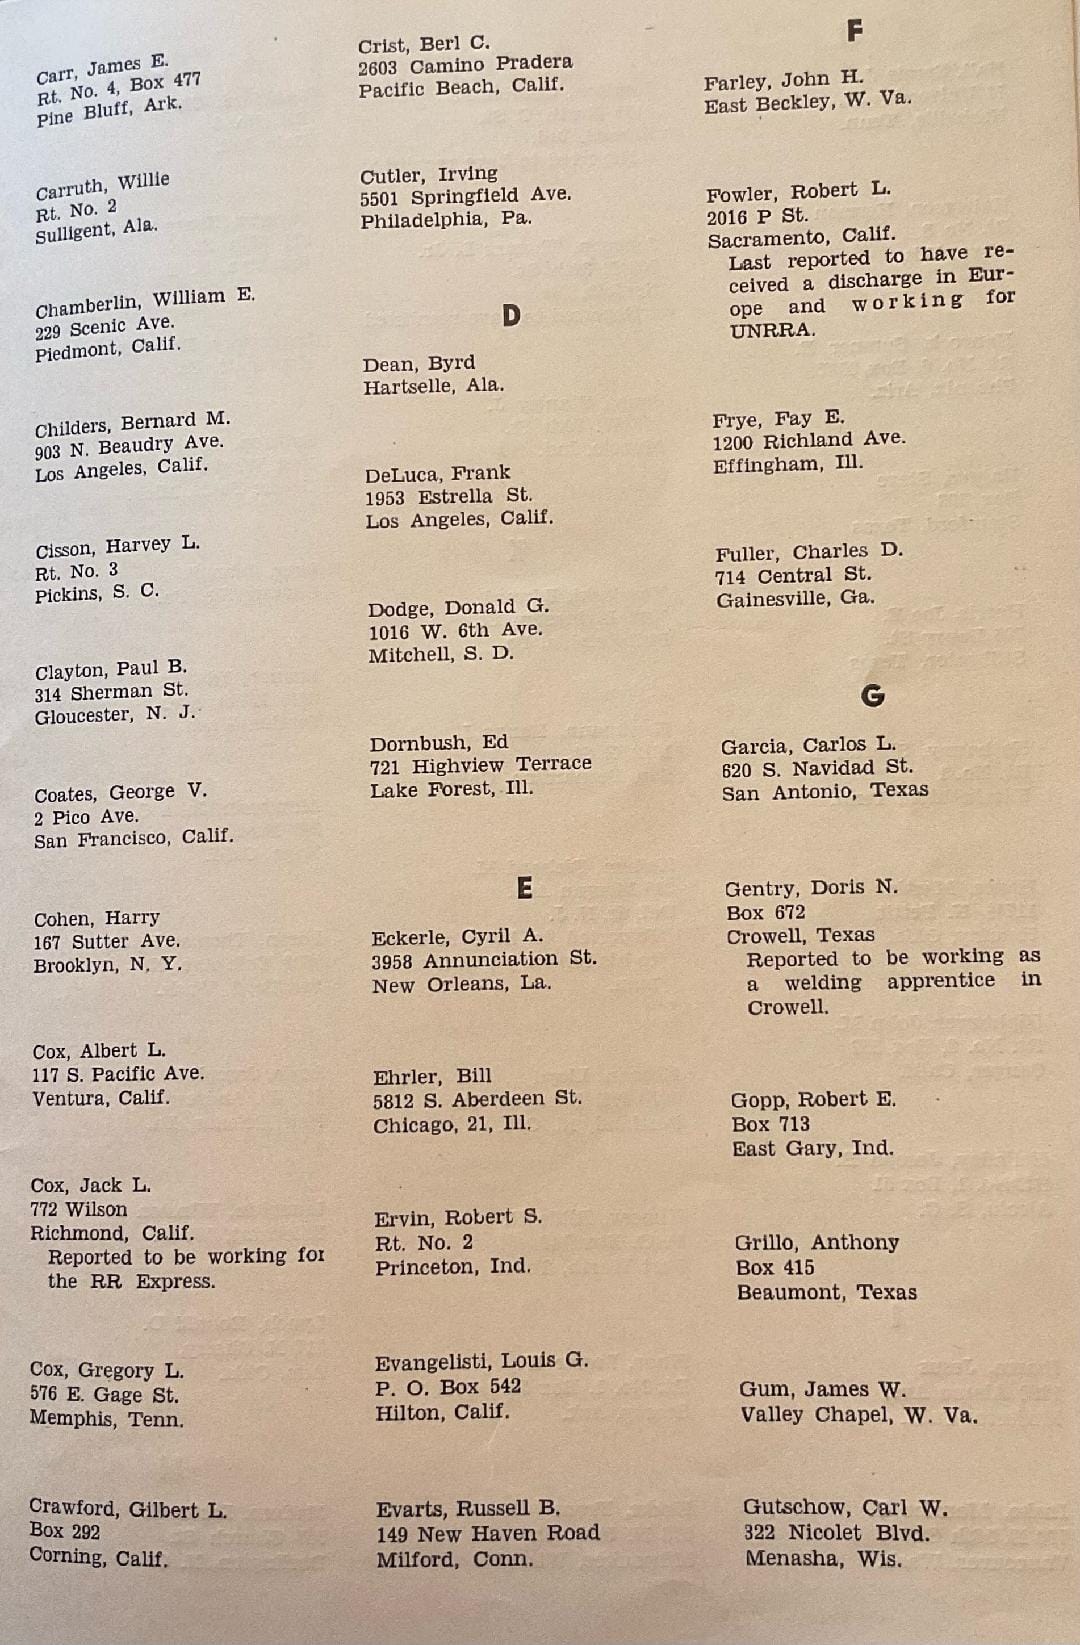 Carr, James E.
Rt. No. 4, Box 477
Pine Bluff, Ark.
Carruth, Willie
Rt. No. 2
Sulligent, Ala.
Chamberlin, William E.
229 Scenic Ave.
Piedmont, Calif.
Childers, Bernard M.
903 N. Beaudry Ave.
Los Angeles, Calif.
Cisson, Harvey L.
Rt. No. 3
Pickins, S. C.
Clayton, Paul B.
314 Sherman St.
Gloucester, N. J.
Coates, George V.
2 Pico Ave.
San Francisco, Calif.
Cohen, Harry
167 Sutter Ave.
Brooklyn, N. Y.
Cox, Albert L.
117 S. Pacific Ave.
Ventura, Calif.
Cox, Jack L.
772 Wilson
Richmond, Calif.
Reported to be working for
the RR Express.
Cox, Gregory L.
576 E. Gage St.
Memphis, Tenn.
Crawford, Gilbert L.
Box 292
Corning, Calif.
Crist, Berl C.
2603 Camino Pradera
Pacific Beach, Calif.
Cutler, Irving
5501 Springfield Ave.
Philadelphia, Pa.
D
Dean, Byrd
Hartselle, Ala.
DeLuca, Frank
1953 Estrella St.
Los Angeles, Calif.
Dodge, Donald G.
1016 W. 6th Ave.
Mitchell, S. D.
Dornbush, Ed
721 Highview Terrace
Lake Forest, Ill.
E
Eckerle, Cyril A.
3958 Annunciation St.
New Orleans, La.
Ehrler, Bill
5812 S. Aberdeen St.
Chicago, 21, Ill.
Ervin, Robert S.
Rt. No. 2
Princeton, Ind.
Evangelisti, Louis G.
P. O. Box 542
Hilton, Calif.
Evarts, Russell B.
149 New Haven Road
Milford, Conn.
F
Farley, John H.
East Beckley, W. Va.
Fowler, Robert L.
2016 P St.
Sacramento, Calif.
Last reported to have re-
ceived a discharge in Eur-
ope and working for
UNRRA.
Frye, Fay E.
1200 Richland Ave.
Effingham, Ill.
Fuller, Charles D.
714 Central St.
Gainesville, Ga.
G
Garcia, Carlos L.
620 S. Navidad St.
San Antonio, Texas
Gentry, Doris N.
Box 672
Crowell, Texas
Reported to be working as
a welding apprentice in
Crowell.
Gopp, Robert E.
Box 713
East Gary, Ind.
Grillo, Anthony
Box 415
Beaumont, Texas
Gum, James W.
Valley Chapel, W. Va.
Gutschow, Carl W.
322 Nicolet Blvd.
Menasha, Wis.